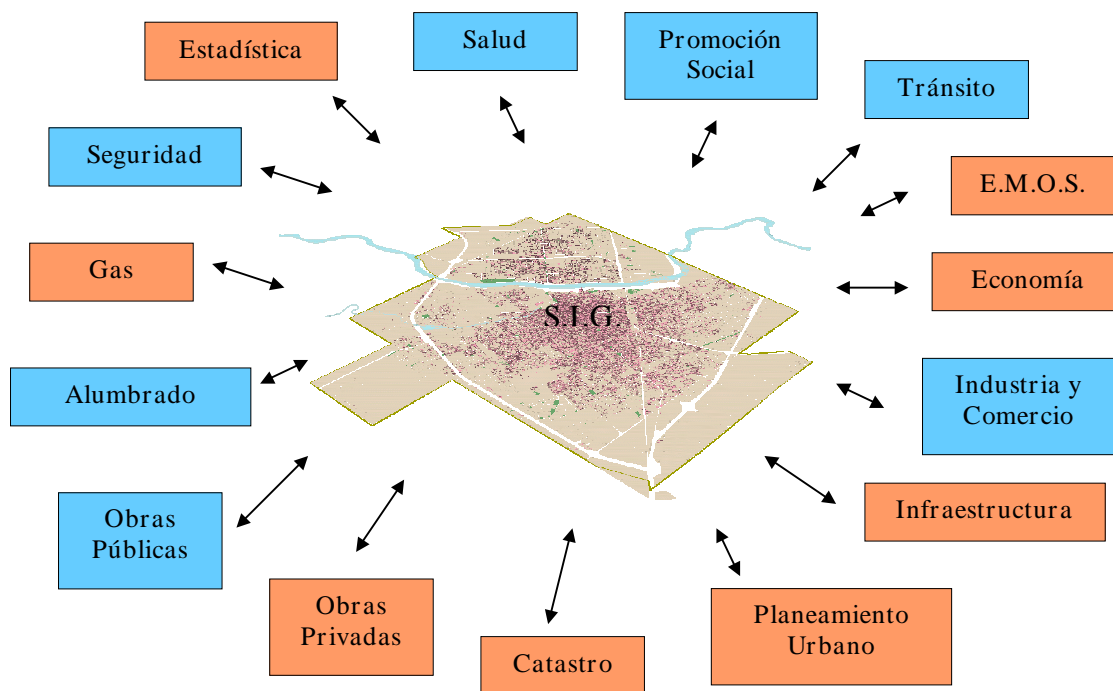 Estadística
Salud
Promoción
Social
Tránsito
Seguridad
E.M.O.S.
Gas
Economía
S.I.G.
Alumbrado
Industria y
Comercio
Obras
Públicas
Infraestructura
Obras
Privadas
Catastro
Planeamiento
Urbano